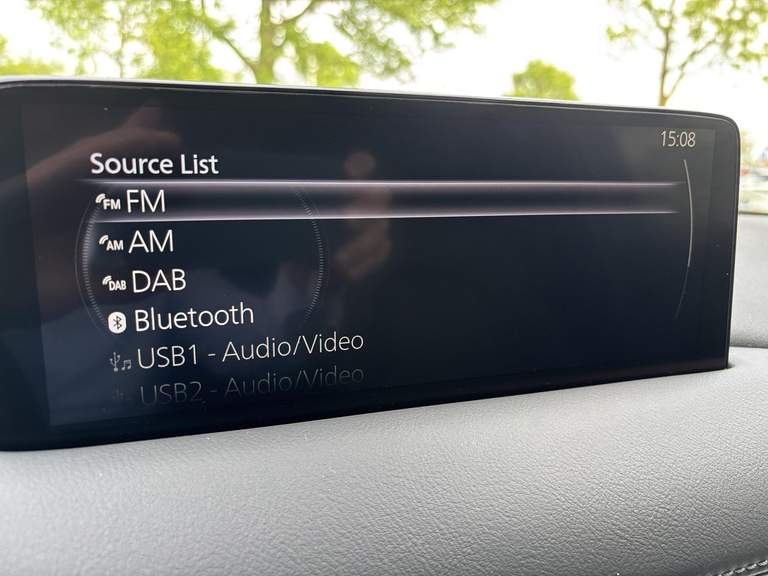 15:08
Source List
FM FM
AM AM
DAB DAB
Bluetooth
USB1 - Audio/Video
USB2 - Audio/Video